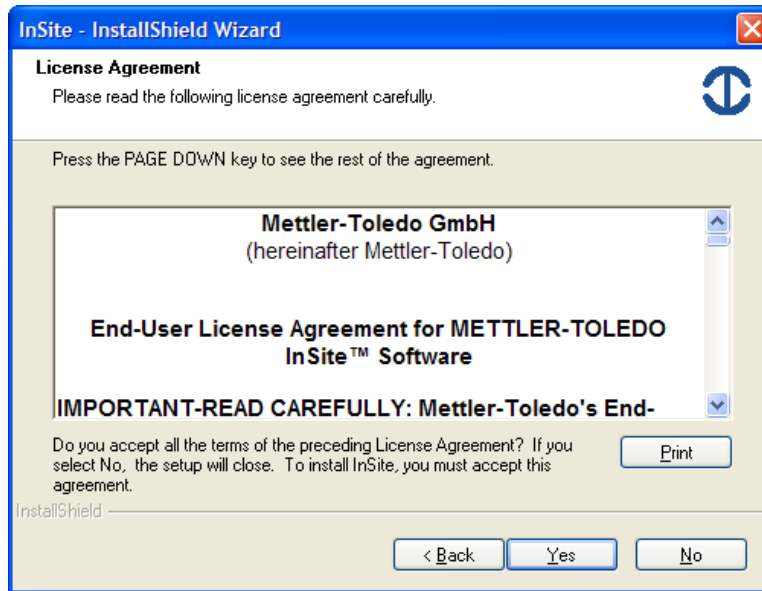 InSite - InstallShield Wizard
License Agreement
Please read the following license agreement carefully.
Press the PAGE DOWN key to see the rest of the agreement.
Mettler-Toledo GmbH
(hereinafter Mettler-Toledo)
End-User License Agreement for METTLER-TOLEDO
InSite™ Software
IMPORTANT-READ CAREFULLY: Mettler-Toledo's End-
Do you accept all the terms of the preceding License Agreement? If you
select No, the setup will close. To install InSite, you must accept this
agreement.
Print
InstallShield
< Back
Yes
No